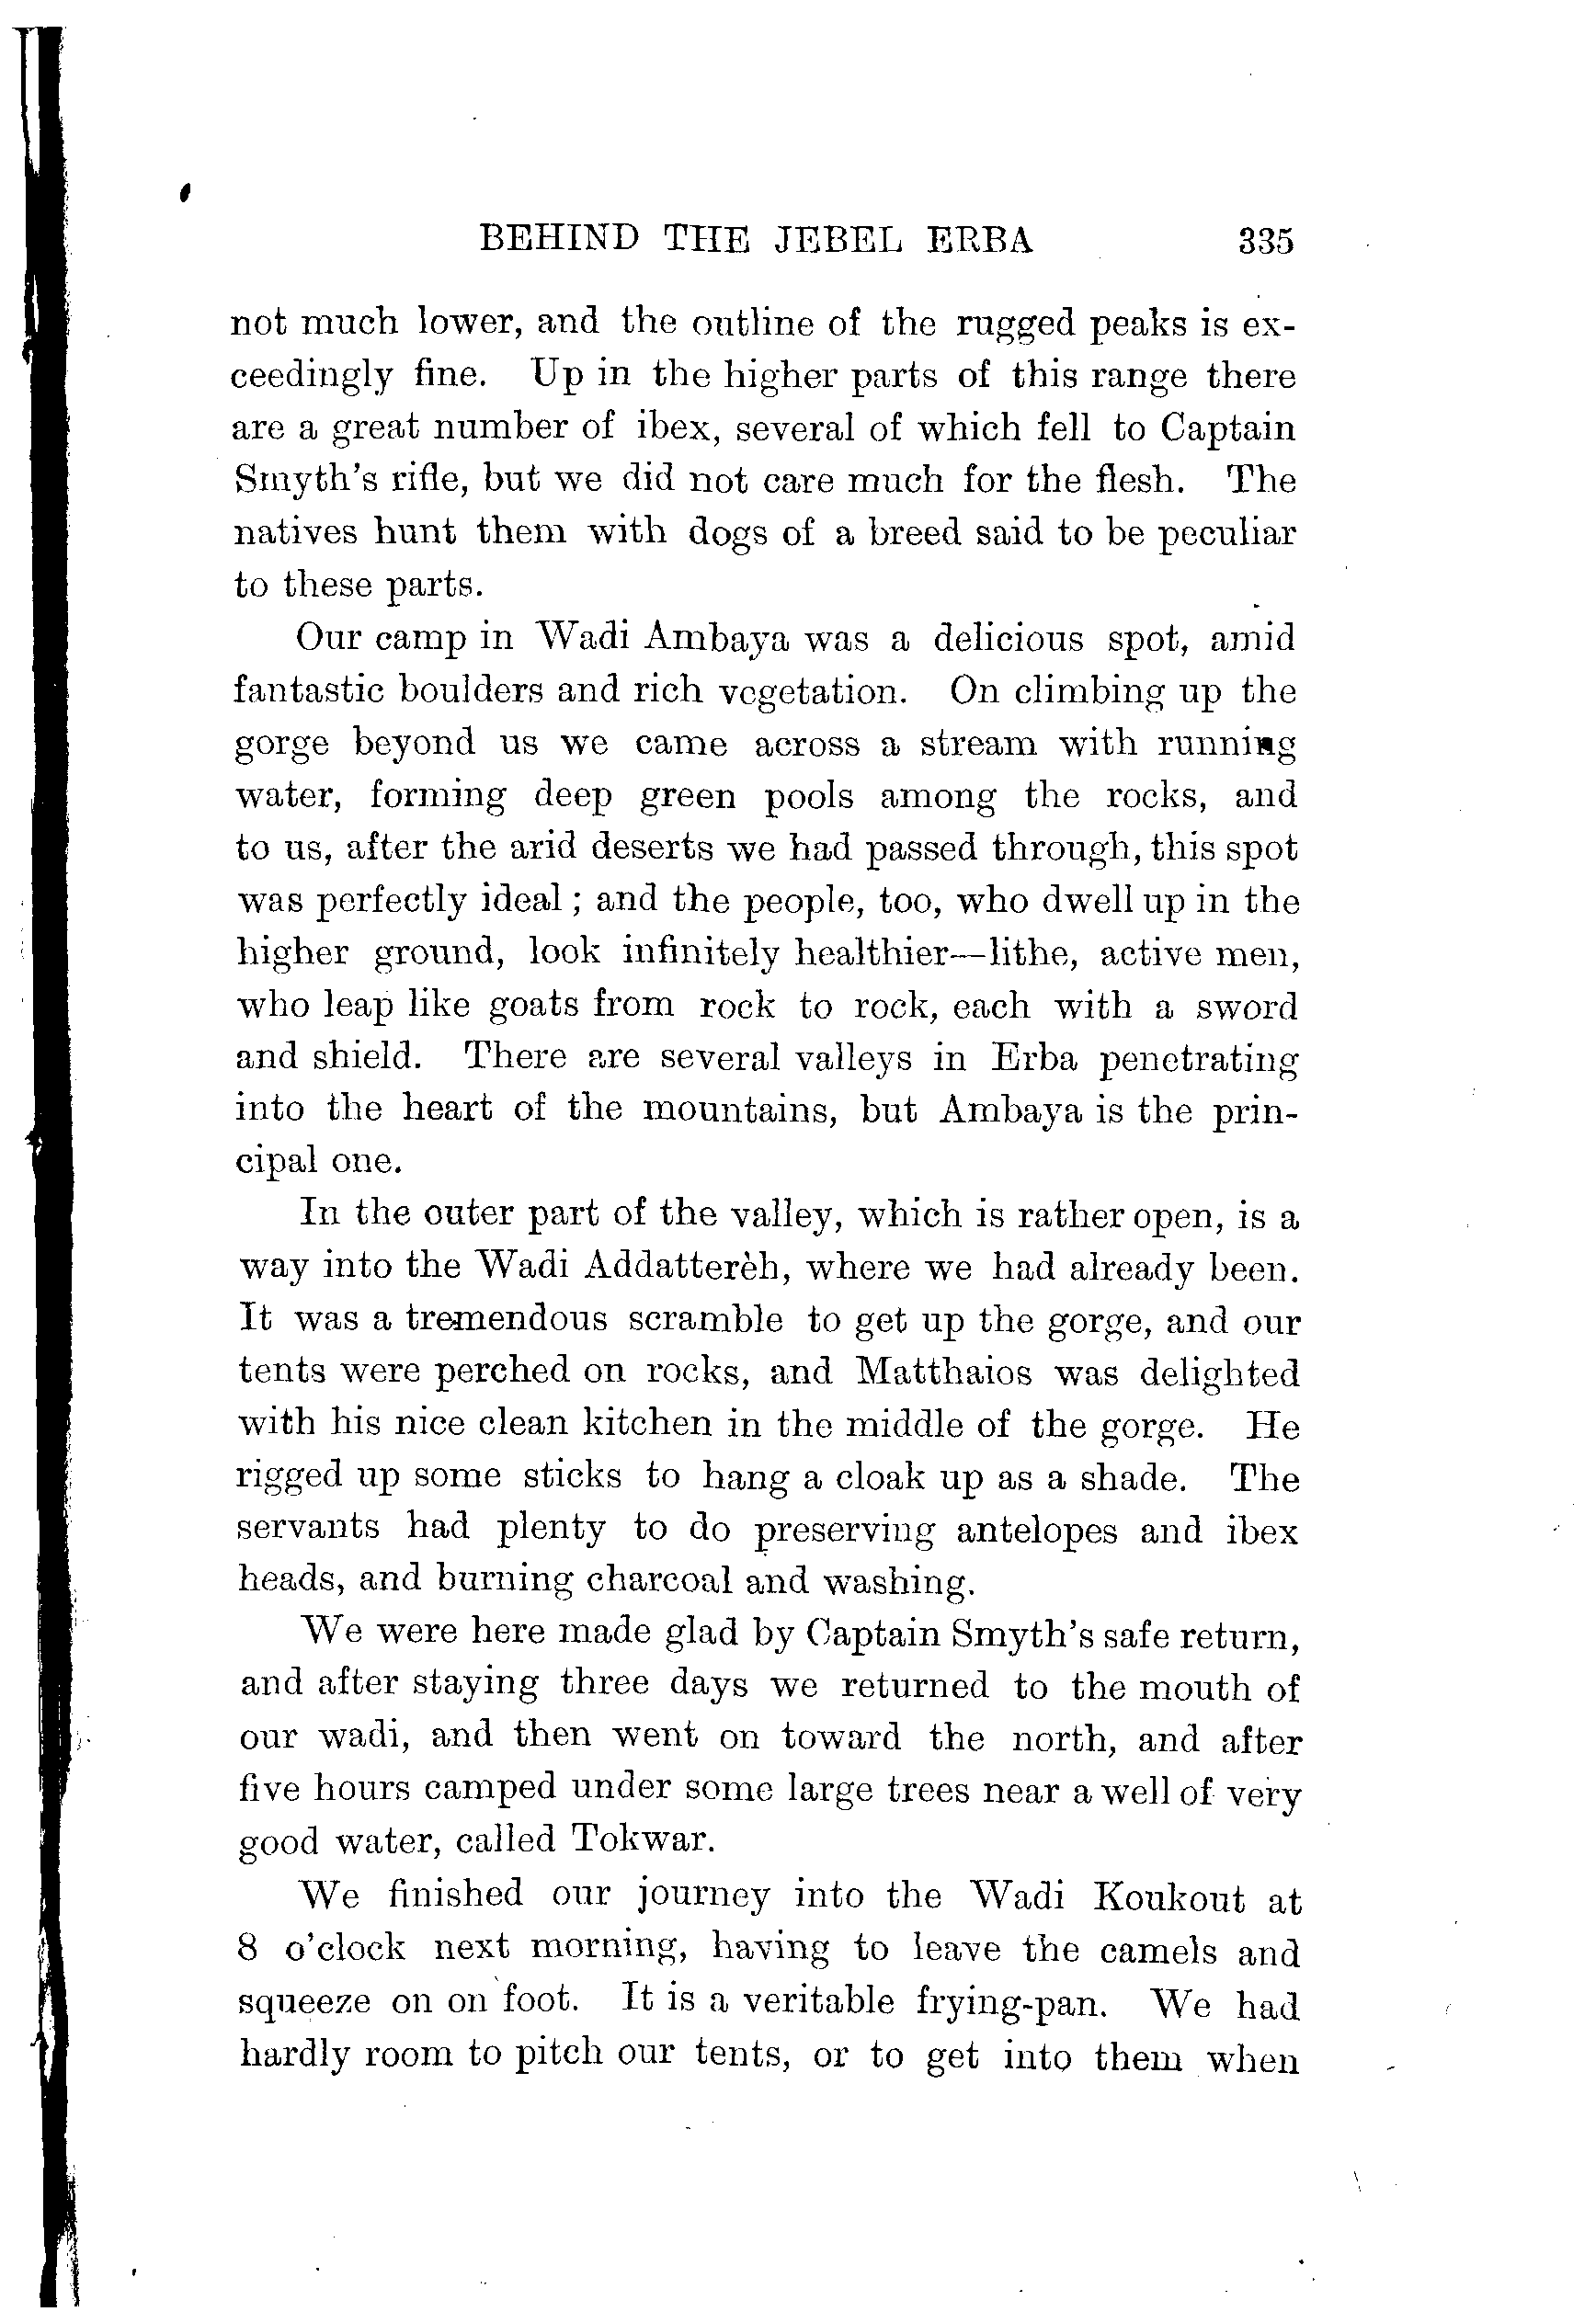 BEHIND THE JEBEL ERBA 335
not much lower, and the outline of the rugged peaks is ex-
ceedingly fine. Up in the higher parts of this range there
are a great number of ibex, several of which fell to Captain
Smyth's rifle, but we did not care much for the flesh. The
natives hunt them with dogs of a breed said to be peculiar
to these parts.
Our camp in Wadi Ambaya was a delicious spot, amid
fantastic boulders and rich vegetation. On climbing up the
gorge beyond us we came across a stream with running
water, forming deep green pools among the rocks, and
to us, after the arid deserts we had passed through, this spot
was perfectly ideal; and the people, too, who dwell up in the
higher ground, look infinitely healthier—lithe, active men,
who leap like goats from rock to rock, each with a sword
and shield. There are several valleys in Erba penetrating
into the heart of the mountains, but Ambaya is the prin-
cipal one.
In the outer part of the valley, which is rather open, is a
way into the Wadi Addatterèh, where we had already been.
It was a tremendous scramble to get up the gorge, and our
tents were perched on rocks, and Matthaios was delighted
with his nice clean kitchen in the middle of the gorge. He
rigged up some sticks to hang a cloak up as a shade. The
servants had plenty to do preserving antelopes and ibex
heads, and burning charcoal and washing.
We were here made glad by Captain Smyth's safe return,
and after staying three days we returned to the mouth of
our wadi, and then went on toward the north, and after
five hours camped under some large trees near a well of very
good water, called Tokwar.
We finished our journey into the Wadi Koukout at
8 o'clock next morning, having to leave the camels and
squeeze on on foot. It is a veritable frying-pan. We had
hardly room to pitch our tents, or to get into them when